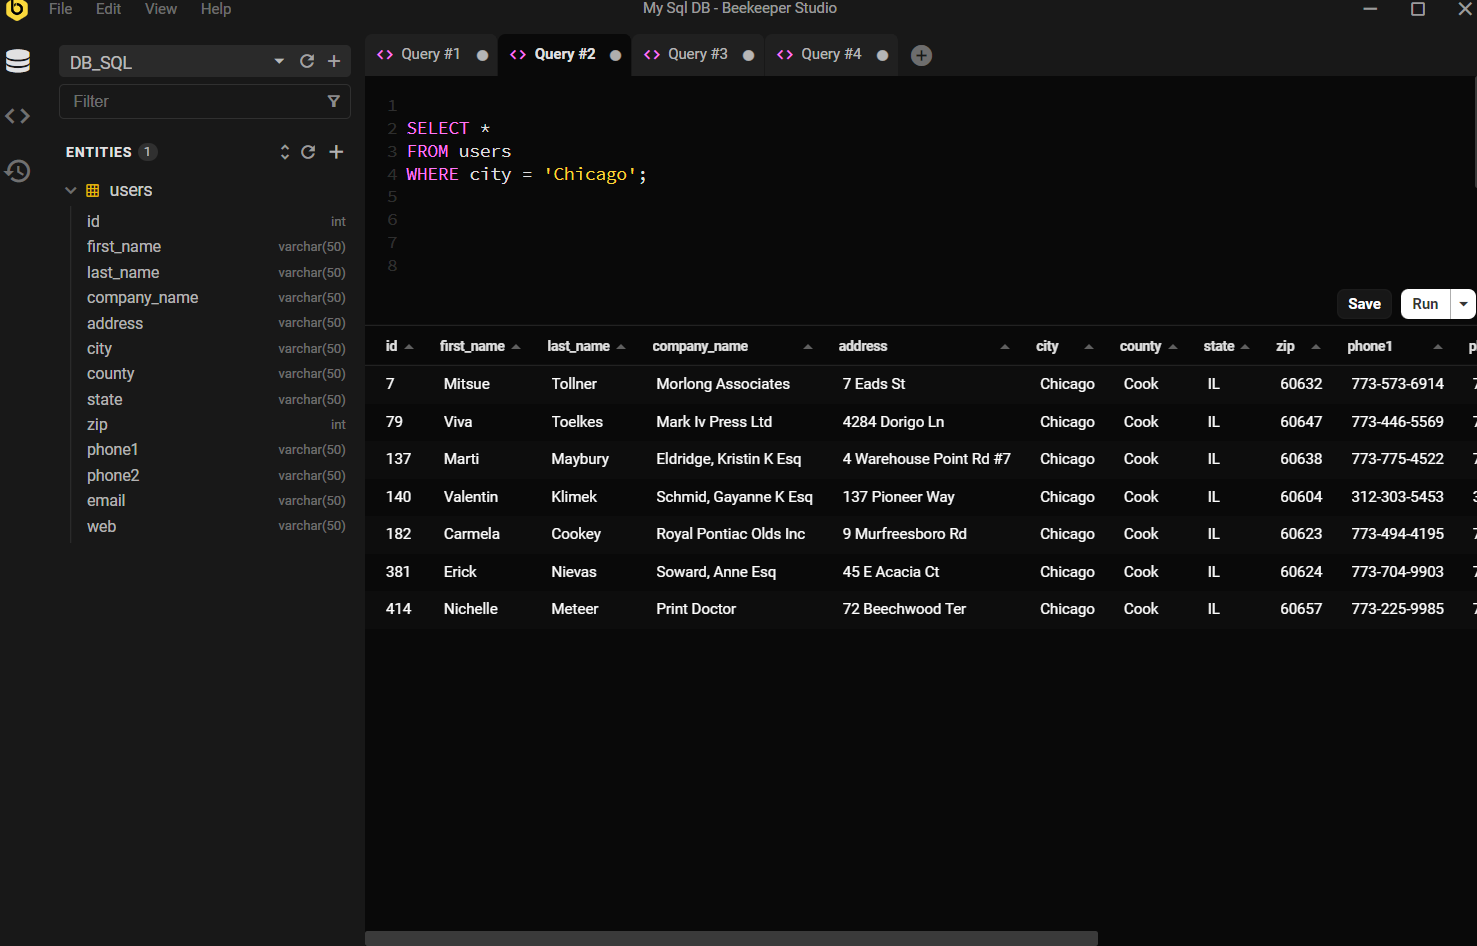 File Edit View Help
My Sql DB - Beekeeper Studio
DB_SQL
Filter
ENTITIES 1
users
id int
first_name varchar(50)
last_name varchar(50)
company_name varchar(50)
address varchar(50)
city varchar(50)
county varchar(50)
state varchar(50)
zip int
phone1 varchar(50)
phone2 varchar(50)
email varchar(50)
web varchar(50)
Query #1 Query #2 Query #3 Query #4
1
2 SELECT *
3 FROM users
4 WHERE city = 'Chicago';
5
6
7
8
Save Run
id first_name last_name company_name address city county state zip phone1
7 Mitsue Tollner Morlong Associates 7 Eads St Chicago Cook IL 60632 773-573-6914
79 Viva Toelkes Mark Iv Press Ltd 4284 Dorigo Ln Chicago Cook IL 60647 773-446-5569
137 Marti Maybury Eldridge, Kristin K Esq 4 Warehouse Point Rd #7 Chicago Cook IL 60638 773-775-4522
140 Valentin Klimek Schmid, Gayanne K Esq 137 Pioneer Way Chicago Cook IL 60604 312-303-5453
182 Carmela Cookey Royal Pontiac Olds Inc 9 Murfreesboro Rd Chicago Cook IL 60623 773-494-4195
381 Erick Nievas Soward, Anne Esq 45 E Acacia Ct Chicago Cook IL 60624 773-704-9903
414 Nichelle Meteer Print Doctor 72 Beechwood Ter Chicago Cook IL 60657 773-225-9985